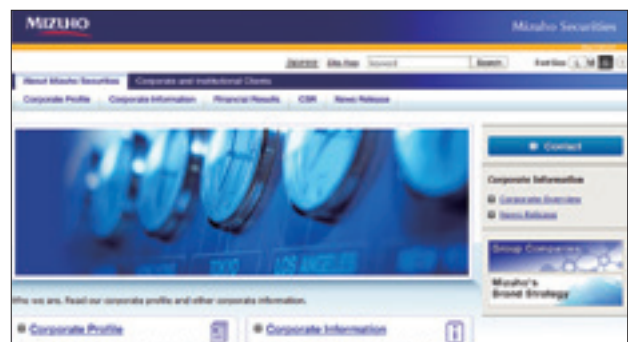 MIZUHO
Mizuho Securities
Japanese Site Map keyword Search Font Size L M
About Mizuho Securities Corporate and Institutional Clients
Corporate Profile Corporate Information Financial Results CSR News Release
Contact
Corporate Information
Corporate Overview
News Release
TOKYO LOS ANGELES
Group Companies
Mizuho's
Brand Strategy
Who we are. Read our corporate profile and other corporate information.
Corporate Profile
Corporate Information